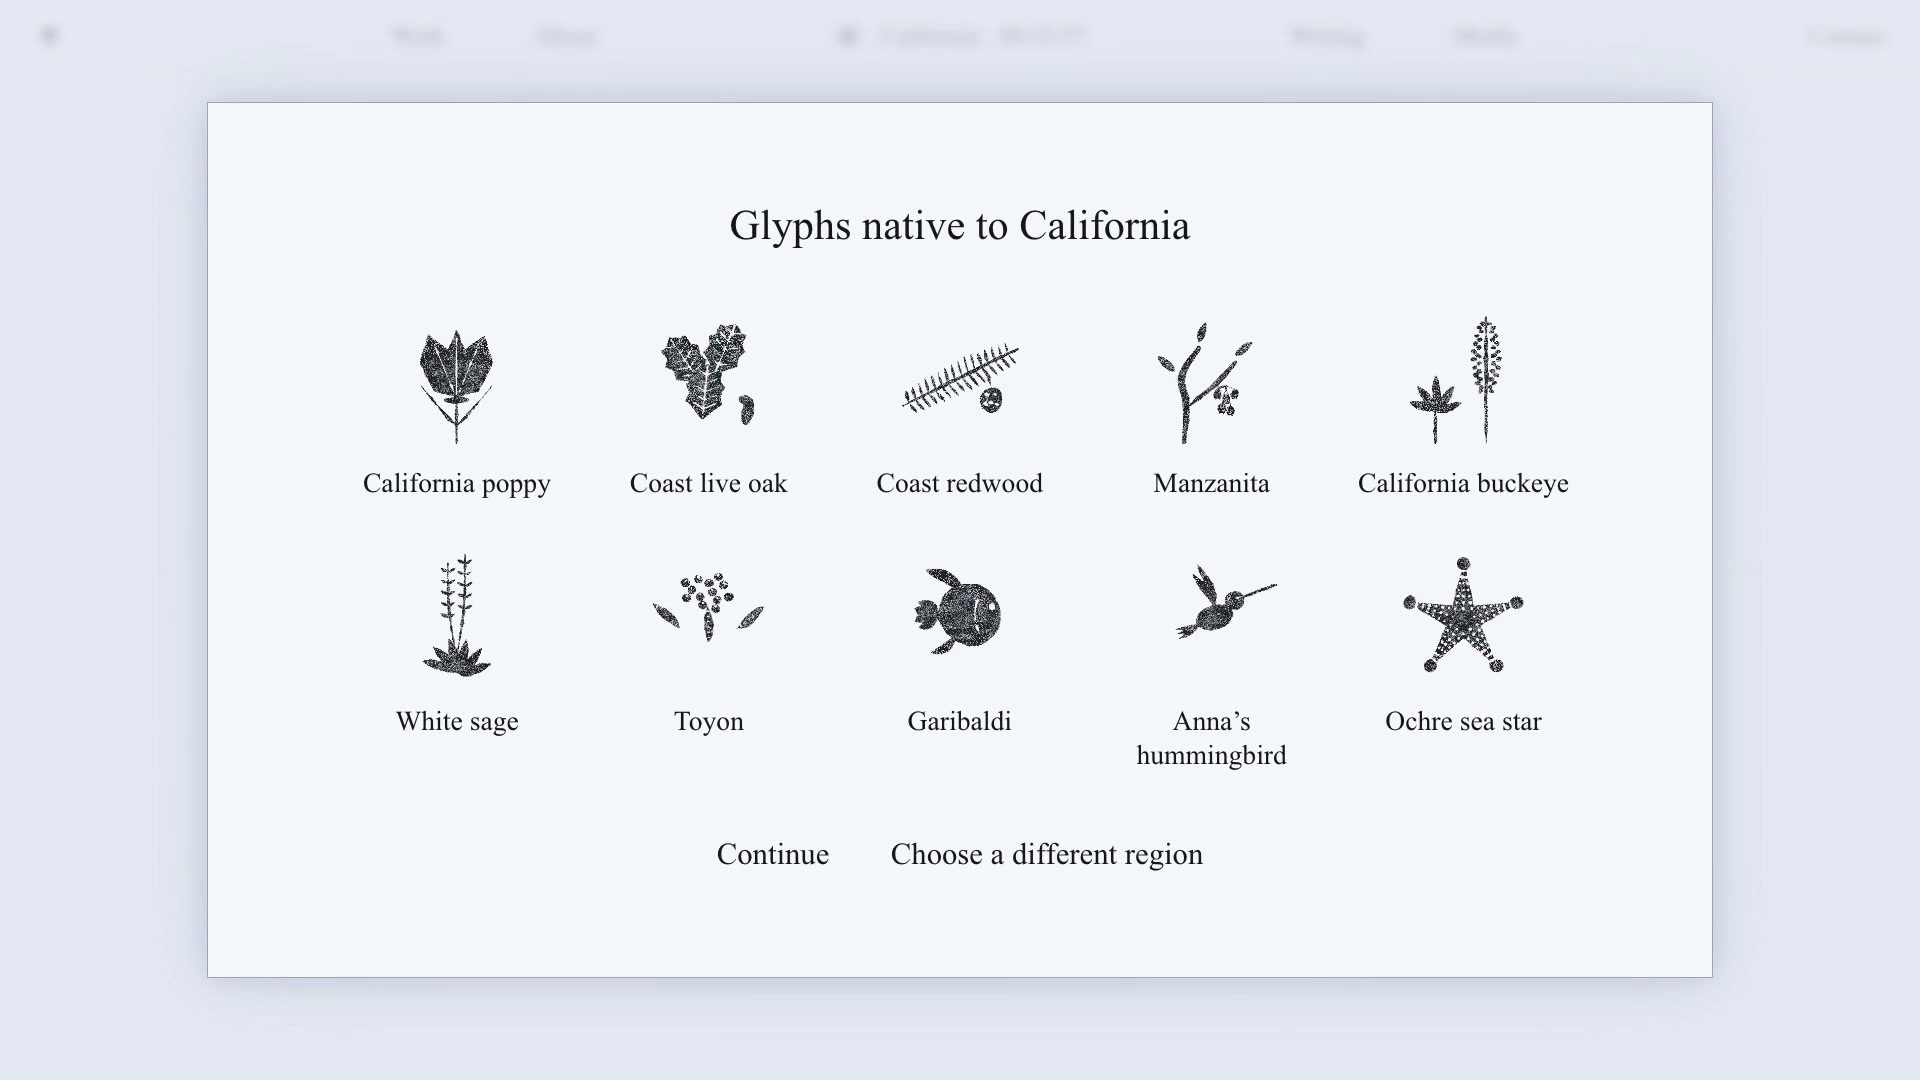 Glyphs native to California
California poppy
Coast live oak
Coast redwood
Manzanita
California buckeye
White sage
Toyon
Garibaldi
Anna’s
hummingbird
Ochre sea star
Continue
Choose a different region